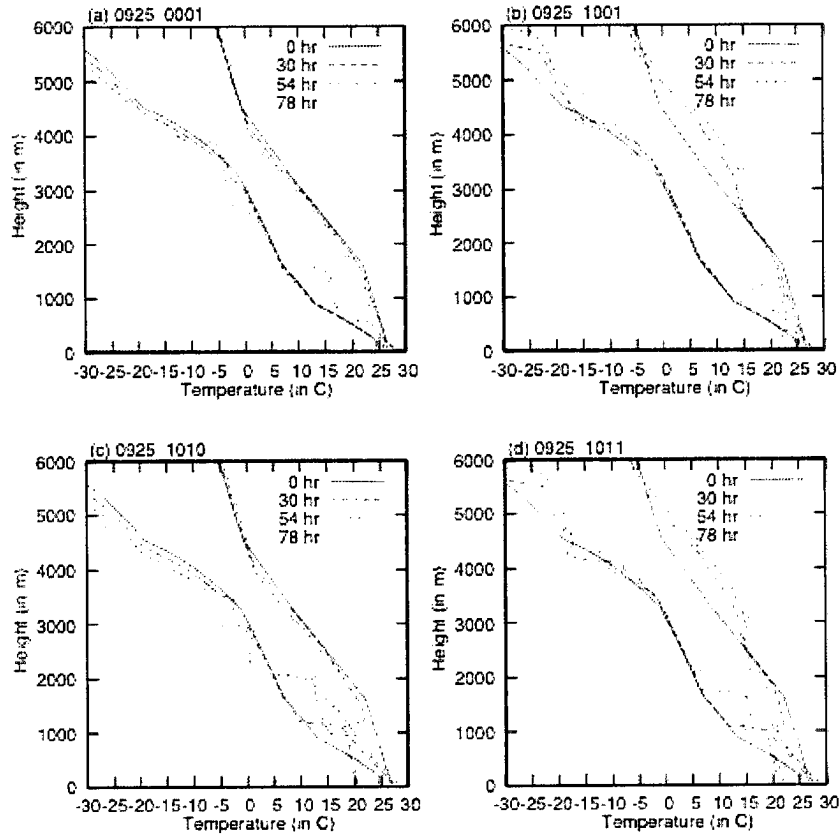 (a) 0925 0001
6000
5000
4000
3000
2000
1000
0
Height (in m)
0 hr
30 hr
54 hr
78 hr
-30-25-20-15-10 -5 0 5 10 15 20 25 30
Temperature (in C)
(b) 0925 1001
6000
5000
4000
3000
2000
1000
0
Height (in m)
0 hr
30 hr
54 hr
78 hr
-30-25-20-15-10 -5 0 5 10 15 20 25 30
Temperature (in C)
(c) 0925 1010
6000
5000
4000
3000
2000
1000
0
Height (in m)
0 hr
30 hr
54 hr
78 hr
-30-25-20-15-10 -5 0 5 10 15 20 25 30
Temperature (in C)
(d) 0925 1011
6000
5000
4000
3000
2000
1000
0
Height (in m)
0 hr
30 hr
54 hr
78 hr
-30-25-20-15-10 -5 0 5 10 15 20 25 30
Temperature (in C)